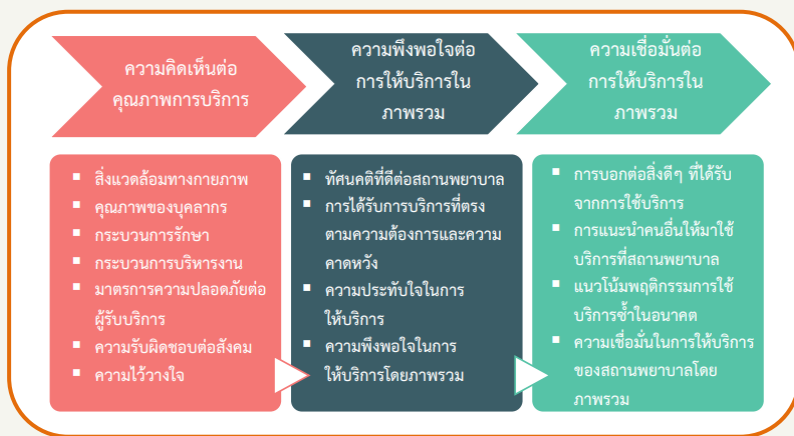 ความคิดเห็นต่อ
คุณภาพการบริการ
ความพึงพอใจต่อ
การให้บริการใน
ภาพรวม
ความเชื่อมั่นต่อ
การให้บริการใน
ภาพรวม
▪ สิ่งแวดล้อมทางกายภาพ
▪ คุณภาพของบุคลากร
▪ กระบวนการรักษา
▪ กระบวนการบริหารงาน
▪ มาตรการความปลอดภัยต่อ
ผู้รับบริการ
▪ ความรับผิดชอบต่อสังคม
▪ ความไว้วางใจ
▪ ทัศนคติที่ดีต่อสถานพยาบาล
▪ การได้รับการบริการที่ตรง
ตามความต้องการและความ
คาดหวัง
▪ ความประทับใจในการ
ให้บริการ
▪ ความพึงพอใจในการ
ให้บริการโดยภาพรวม
▪ การบอกต่อสิ่งดีๆ ที่ได้รับ
จากการใช้บริการ
▪ การแนะนำคนอื่นให้มาใช้
บริการที่สถานพยาบาล
▪ แนวโน้มพฤติกรรมการใช้
บริการซ้ำในอนาคต
▪ ความเชื่อมั่นในการให้บริการ
ของสถานพยาบาลโดย
ภาพรวม